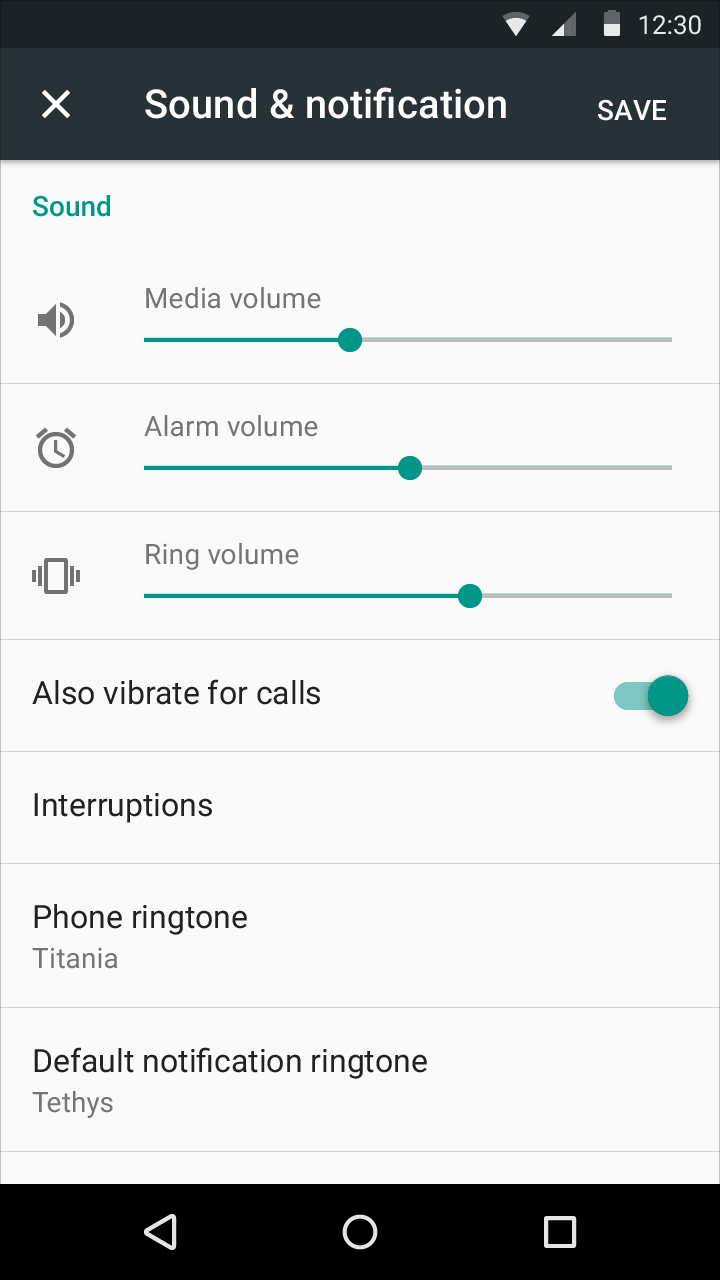 12:30
Sound & notification
SAVE
Sound
Media volume
Alarm volume
Ring volume
Also vibrate for calls
Interruptions
Phone ringtone
Titania
Default notification ringtone
Tethys